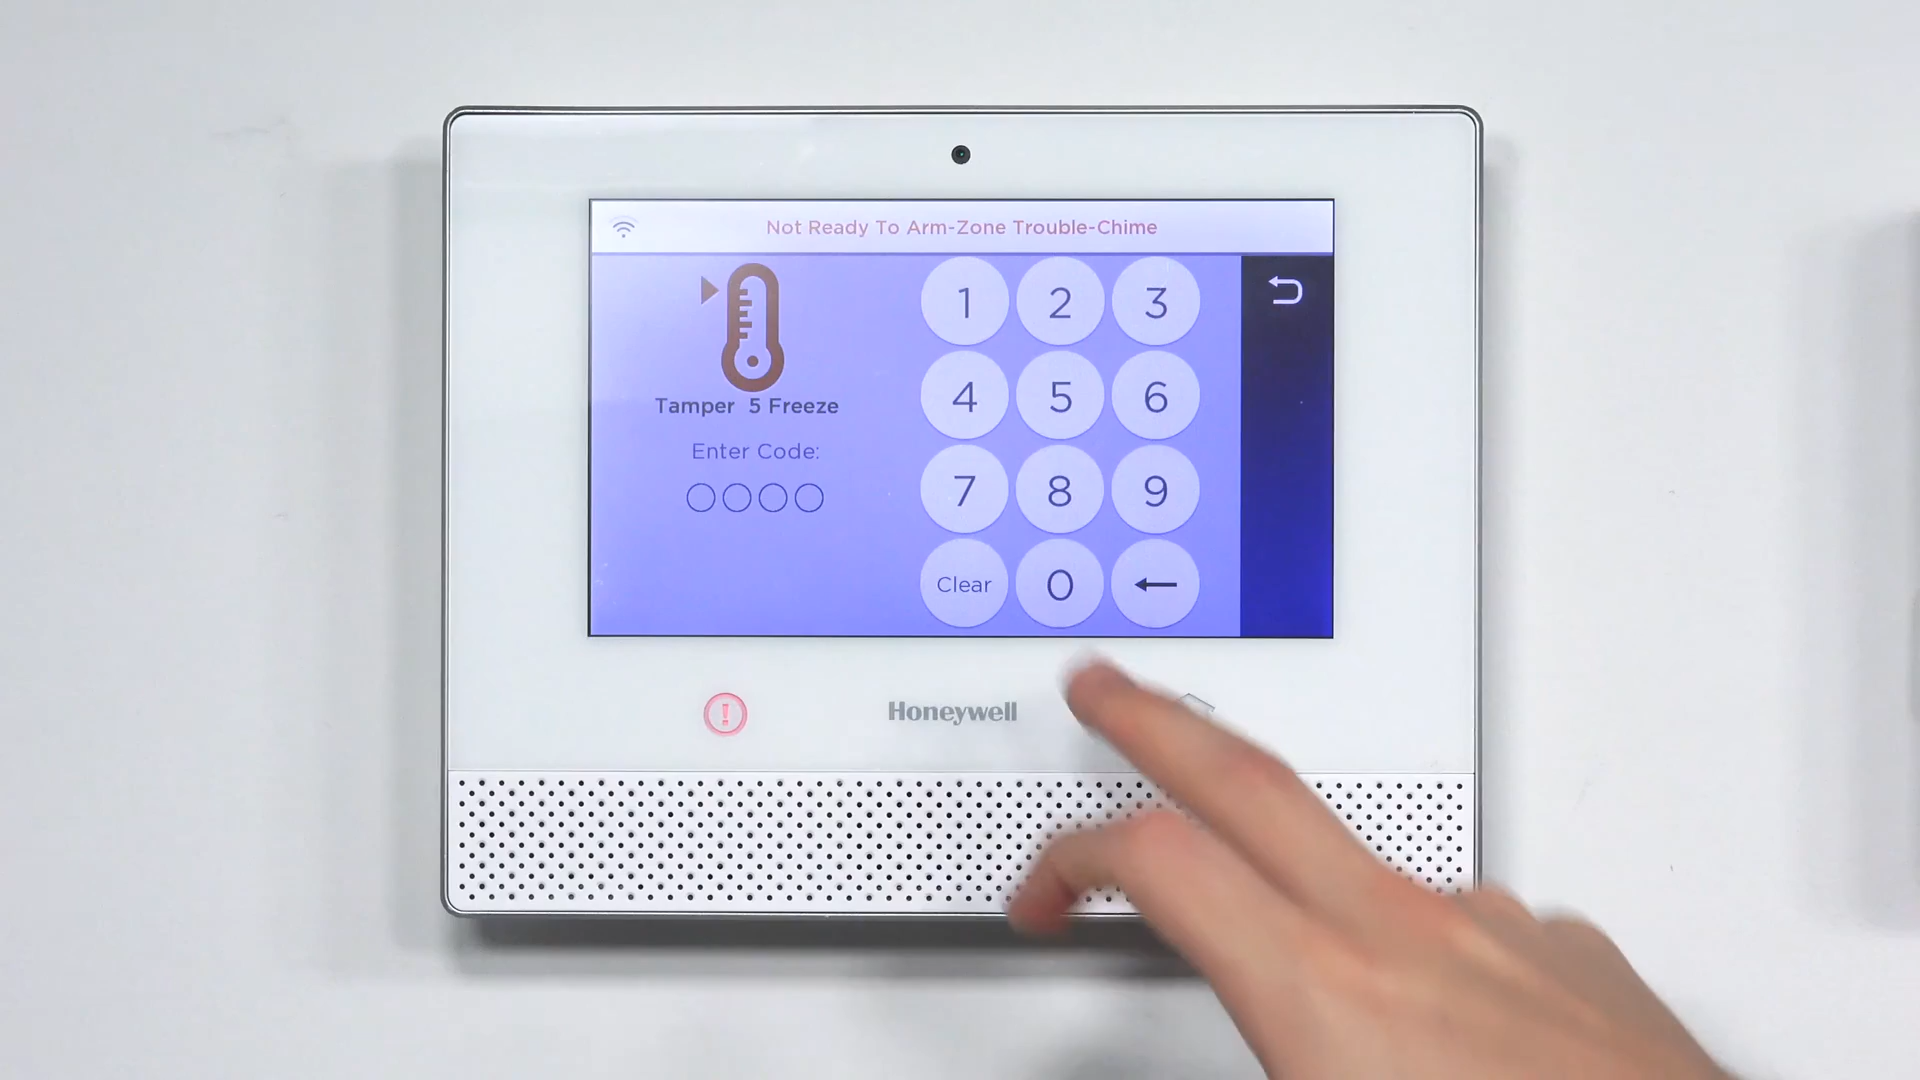 Not Ready To Arm-Zone Trouble-Chime
Tamper 5 Freeze
Enter Code:
1 2 3
4 5 6
7 8 9
Clear 0
Honeywell